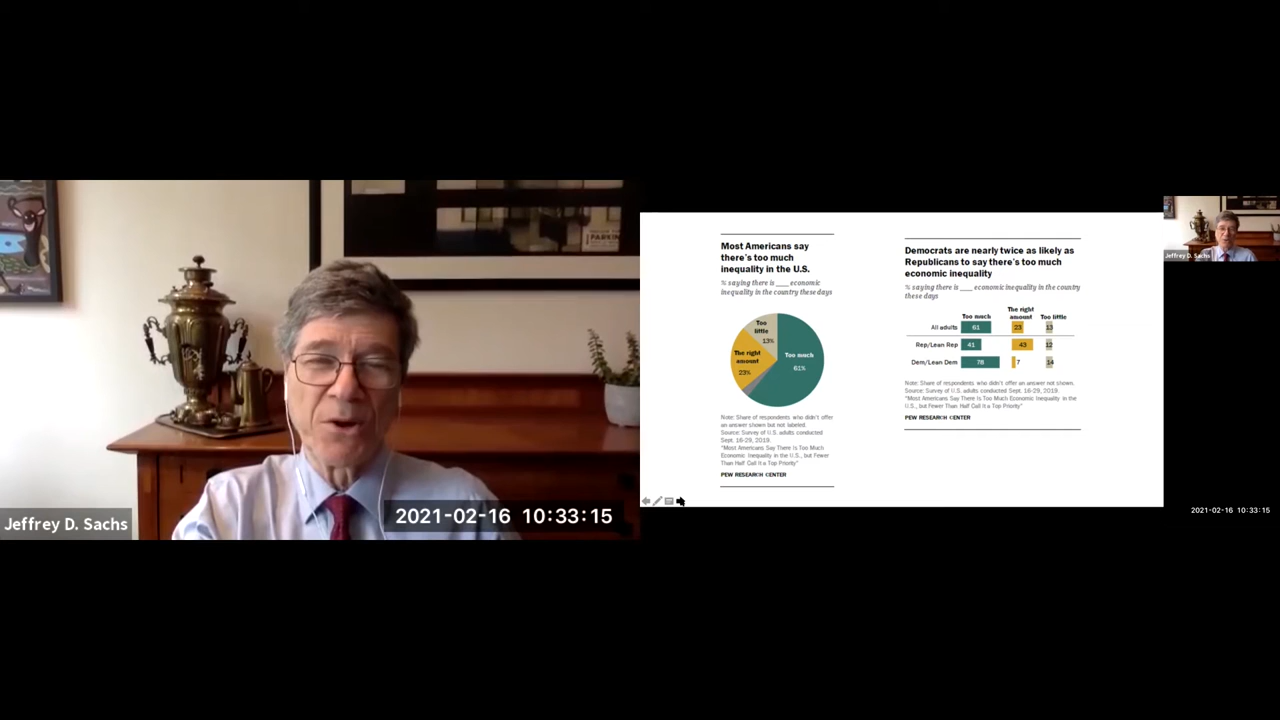 PARKING
Jeffrey D. Sachs
2021-02-16 10:33:15
Most Americans say
there's too much
inequality in the U.S.
% saying there is ___ economic
inequality in the country these days
Too
little
13%
The right
amount
23%
Too much
61%
Note: Share of respondents who didn't offer
an answer shown but not labeled.
Source: Survey of U.S. adults conducted
Sept. 16-29, 2019.
"Most Americans Say There Is Too Much
Economic Inequality in the U.S., but Fewer
Than Half Call It a Top Priority"
PEW RESEARCH CENTER
Democrats are nearly twice as likely as
Republicans to say there's too much
economic inequality
% saying there is ___ economic inequality in the country
these days
Too much The right amount Too little
All adults 61 23 13
Rep/Lean Rep 41 43 12
Dem/Lean Dem 78 7 14
Note: Share of respondents who didn't offer an answer not shown.
Source: Survey of U.S. adults conducted Sept. 16-29, 2019.
"Most Americans Say There Is Too Much Economic Inequality in the
U.S., but Fewer Than Half Call It a Top Priority"
PEW RESEARCH CENTER
Jeffrey D. Sachs
2021-02-16 10:33:15